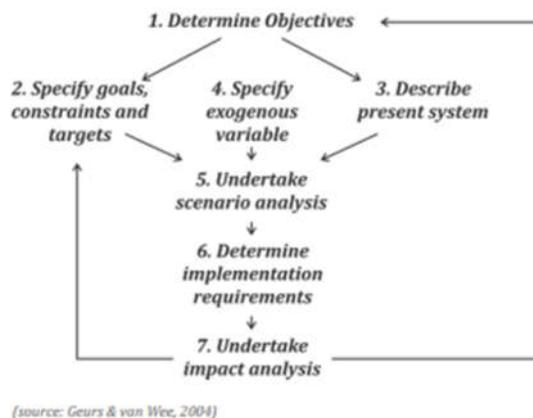 1. Determine Objectives
2. Specify goals,
constraints and
targets
4. Specify
exogenous
variable
3. Describe
present system
5. Undertake
scenario analysis
6. Determine
implementation
requirements
7. Undertake
impact analysis
(source: Geurs & van Wee, 2004)